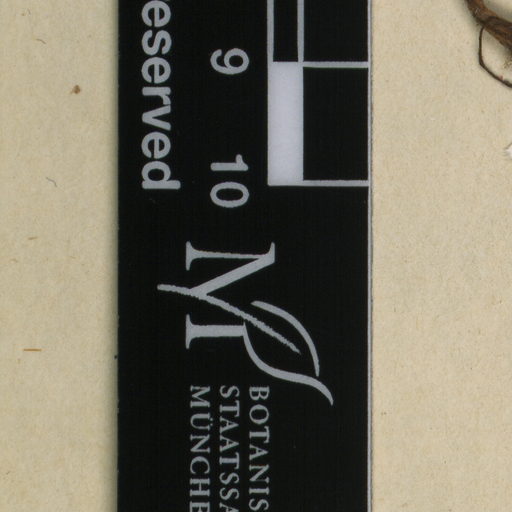 eserved
9 10
M
BOTANIS
STAATSSA
MÜNCHE